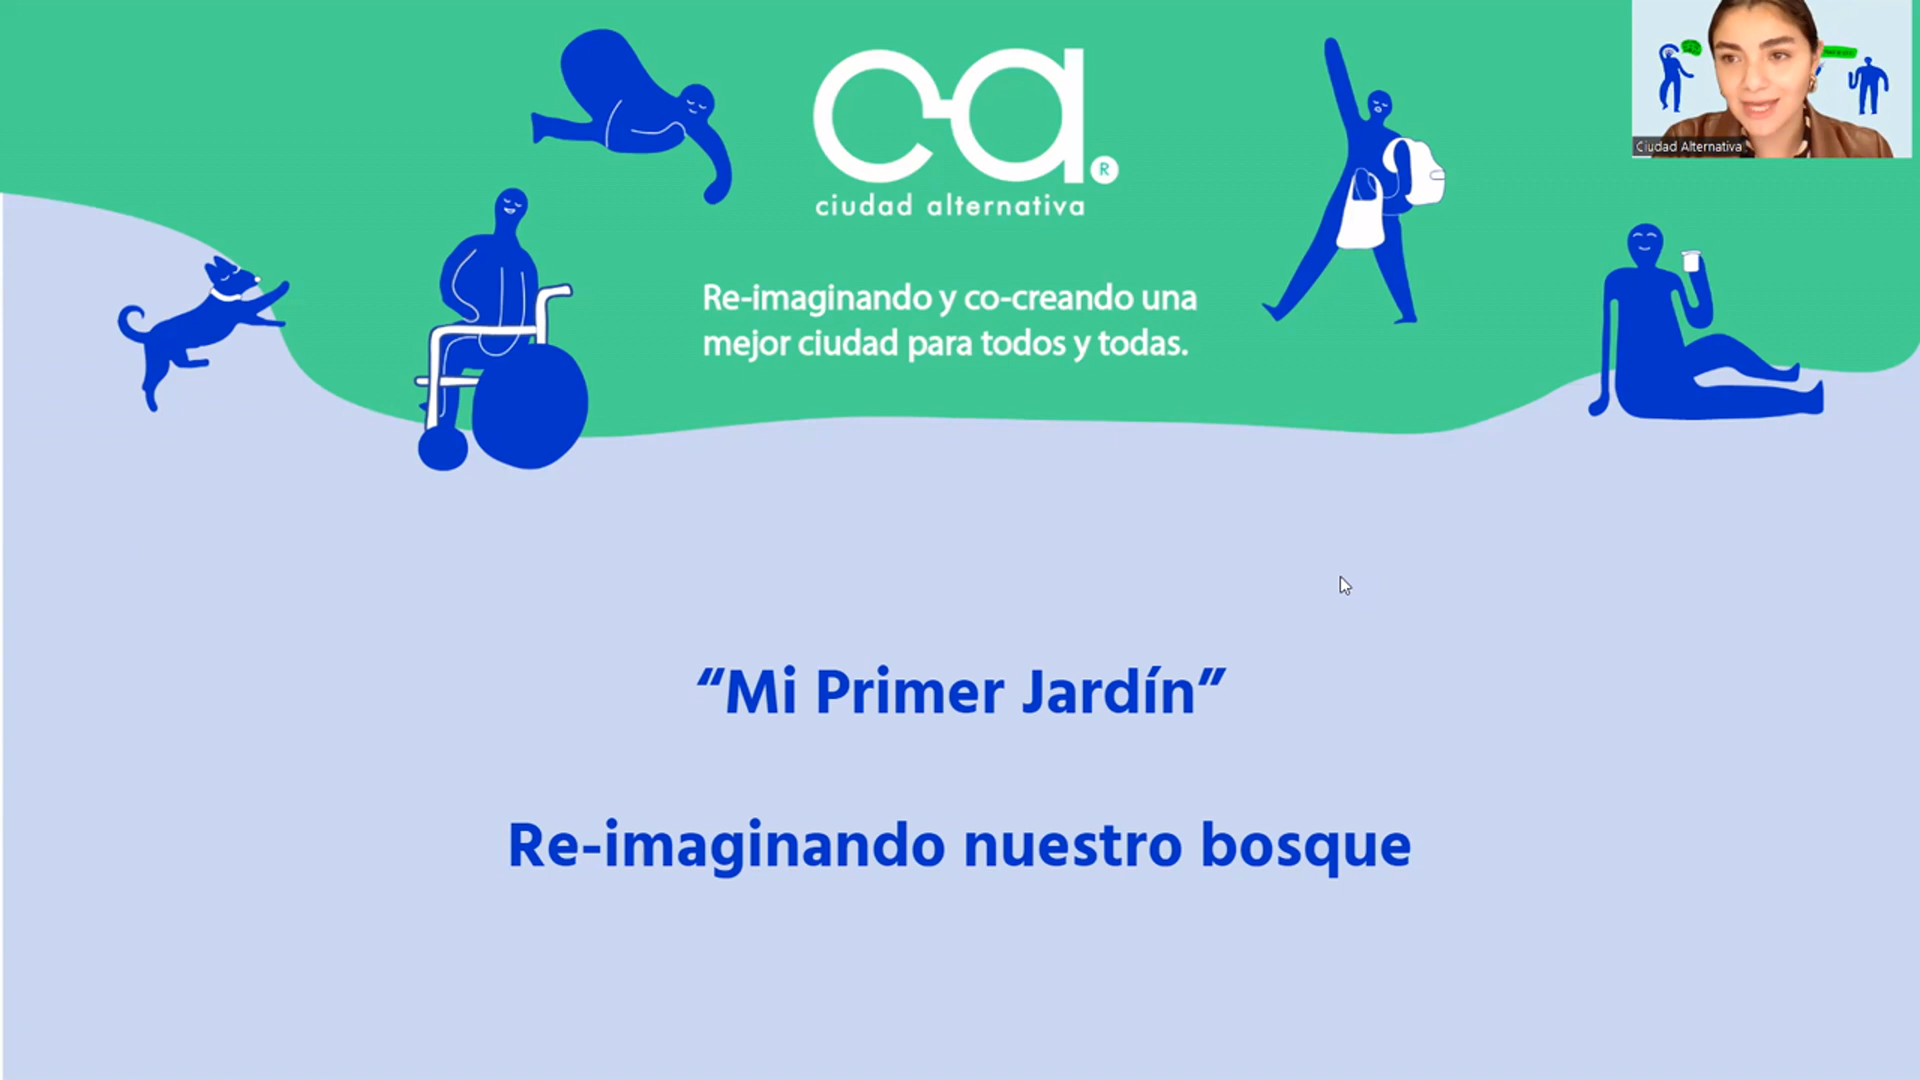 ca®
ciudad alternativa
Re-imaginando y co-creando una
mejor ciudad para todos y todas.
Ciudad Alternativa
“Mi Primer Jardín”
Re-imaginando nuestro bosque